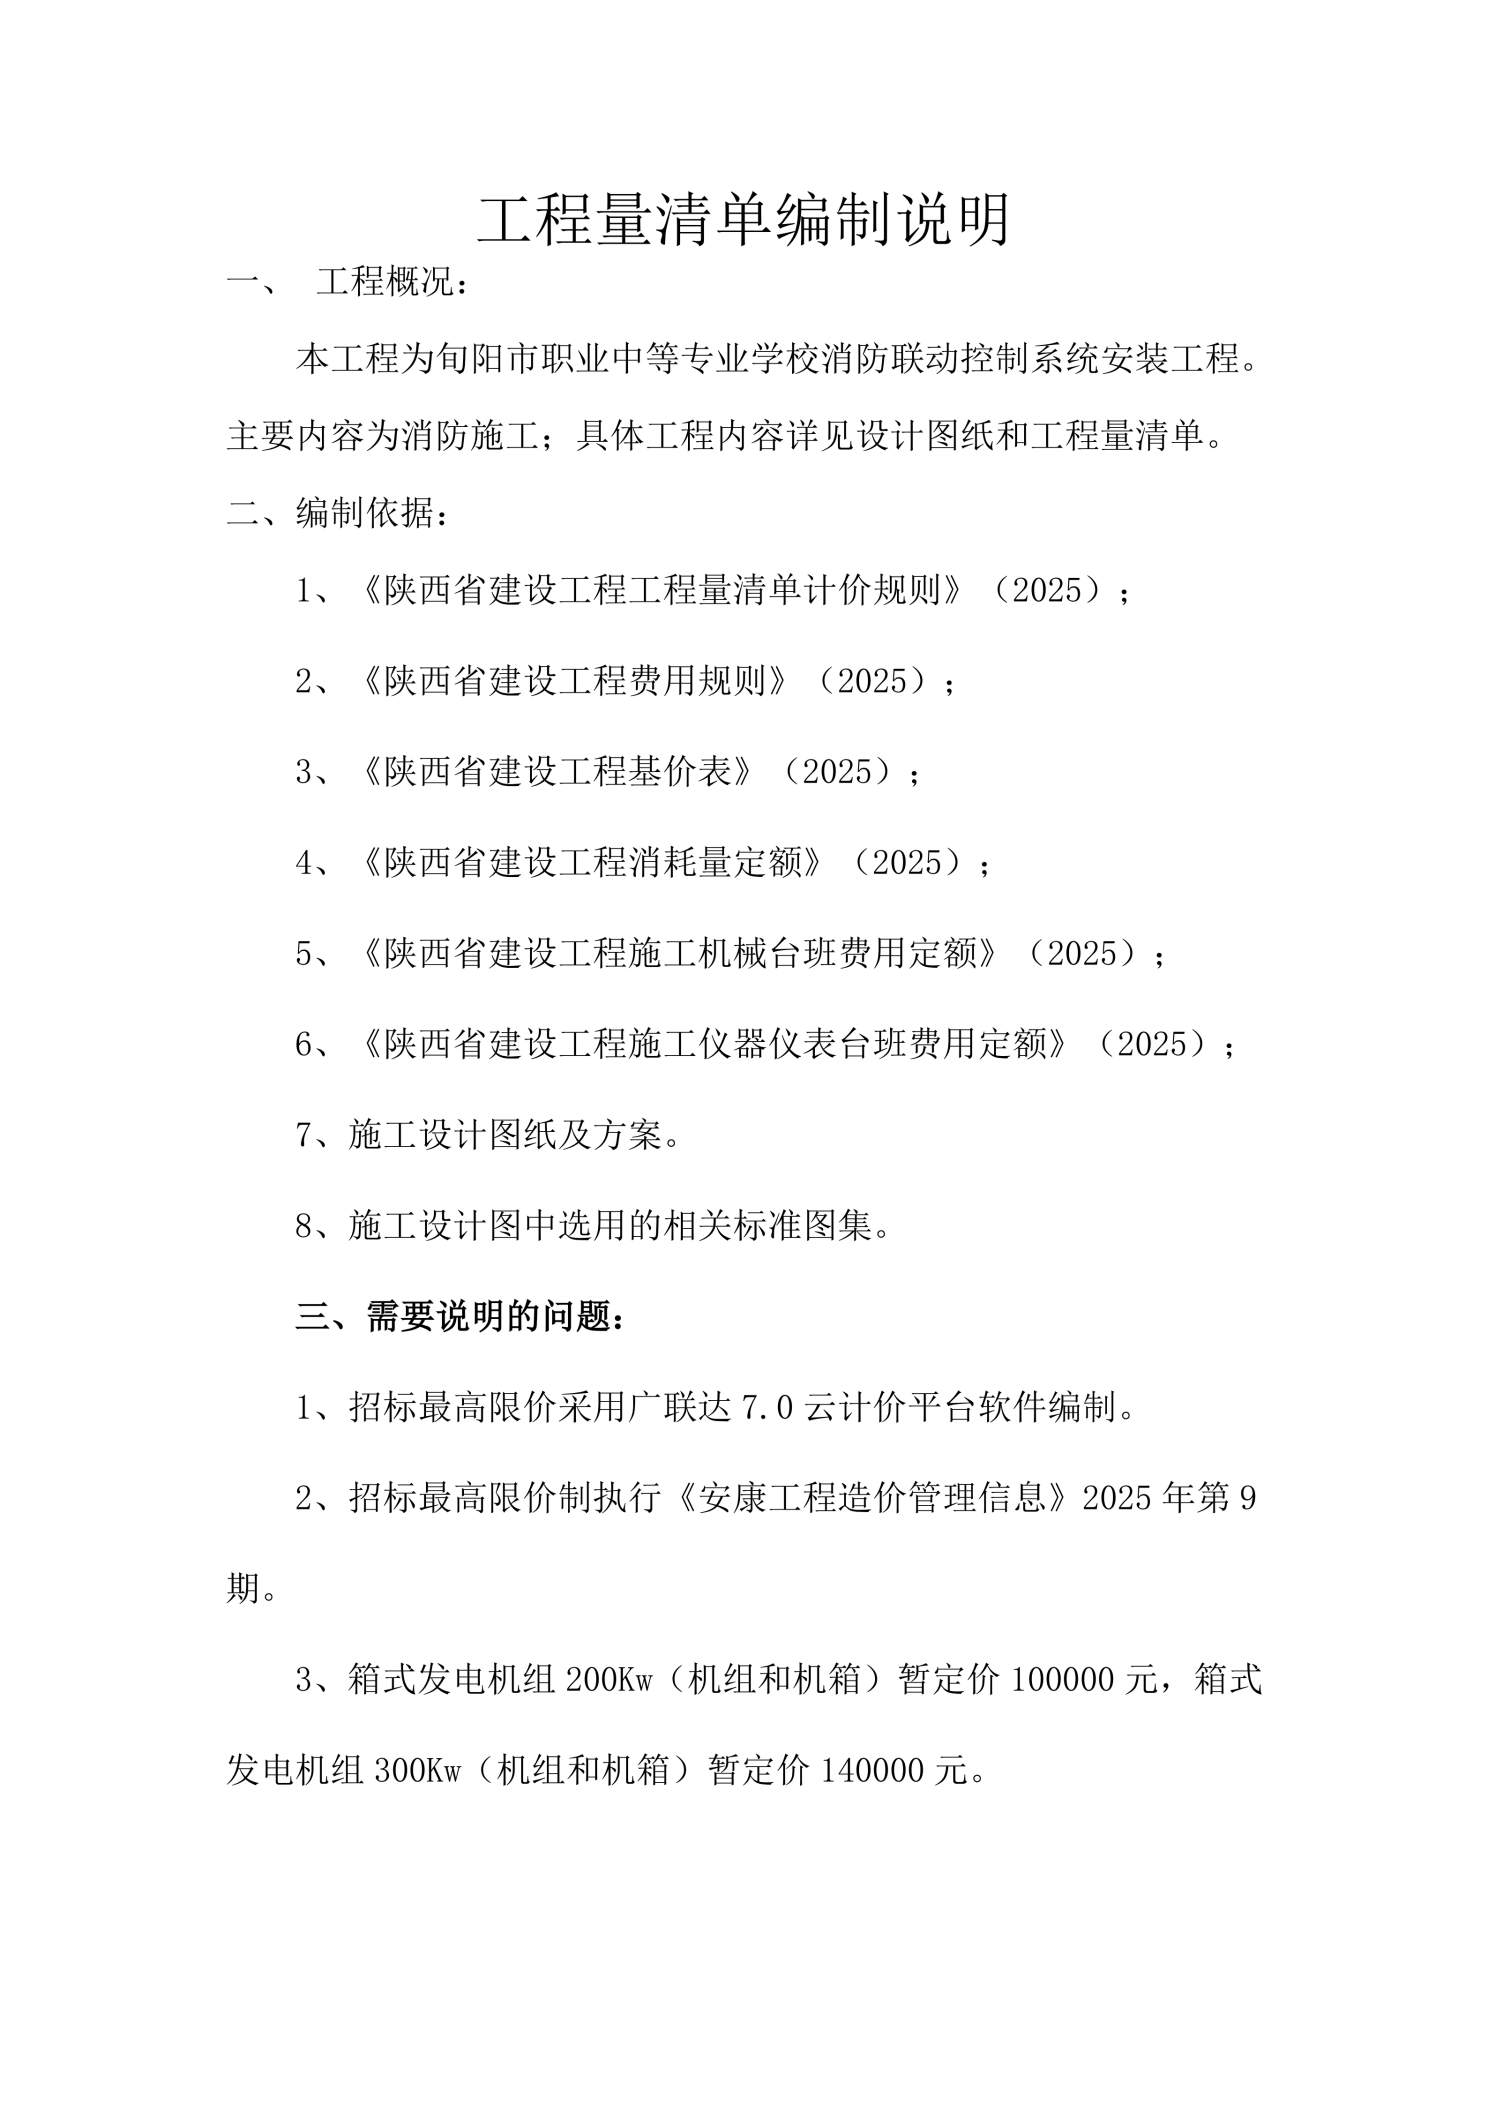 工程量清单编制说明
一、 工程概况：
本工程为旬阳市职业中等专业学校消防联动控制系统安装工程。
主要内容为消防施工；具体工程内容详见设计图纸和工程量清单。
二、编制依据：
1、《陕西省建设工程工程量清单计价规则》（2025）；
2、《陕西省建设工程费用规则》（2025）；
3、《陕西省建设工程基价表》（2025）；
4、《陕西省建设工程消耗量定额》（2025）；
5、《陕西省建设工程施工机械台班费用定额》（2025）；
6、《陕西省建设工程施工仪器仪表台班费用定额》（2025）；
7、施工设计图纸及方案。
8、施工设计图中选用的相关标准图集。
三、需要说明的问题：
1、招标最高限价采用广联达 7.0 云计价平台软件编制。
2、招标最高限价制执行《安康工程造价管理信息》2025 年第 9
期。
3、箱式发电机组 200Kw（机组和机箱）暂定价 100000 元，箱式
发电机组 300Kw（机组和机箱）暂定价 140000 元。